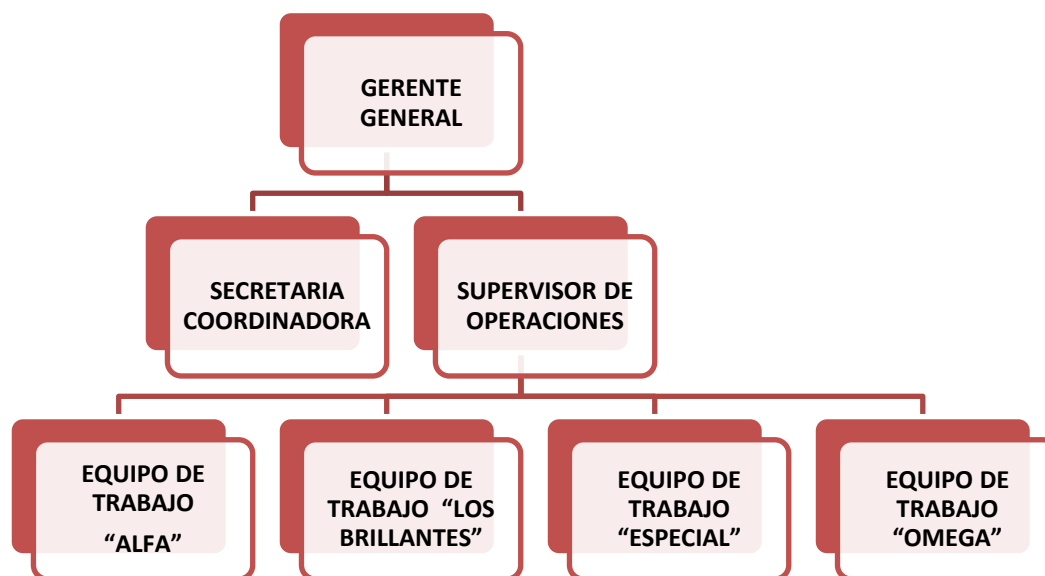 GERENTE
GENERAL
SECRETARIA
COORDINADORA
SUPERVISOR DE
OPERACIONES
EQUIPO DE
TRABAJO
“ALFA”
EQUIPO DE
TRABAJO “LOS
BRILLANTES”
EQUIPO DE
TRABAJO
“ESPECIAL”
EQUIPO DE
TRABAJO
“OMEGA”